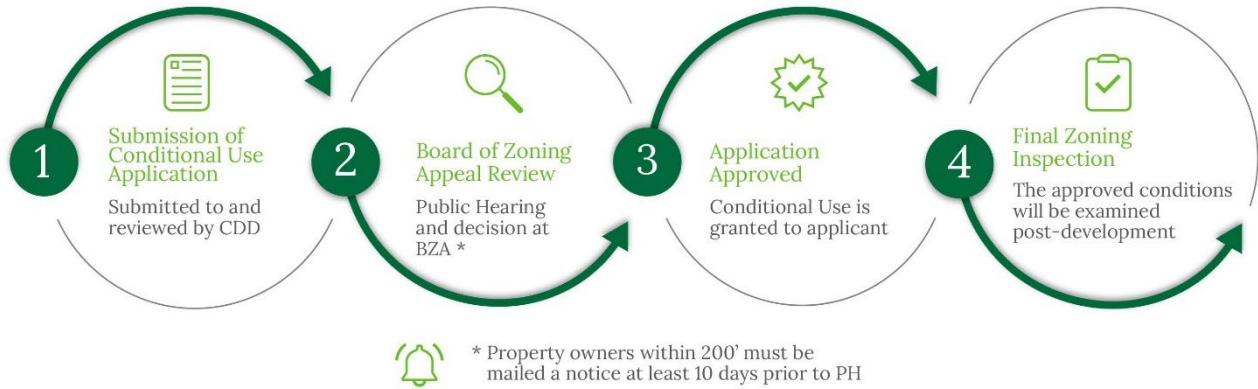 1
Submission of
Conditional Use
Application
Submitted to and
reviewed by CDD
2
Board of Zoning
Appeal Review
Public Hearing
and decision at
BZA *
3
Application
Approved
Conditional Use is
granted to applicant
4
Final Zoning
Inspection
The approved conditions
will be examined
post-development
* Property owners within 200' must be
mailed a notice at least 10 days prior to PH